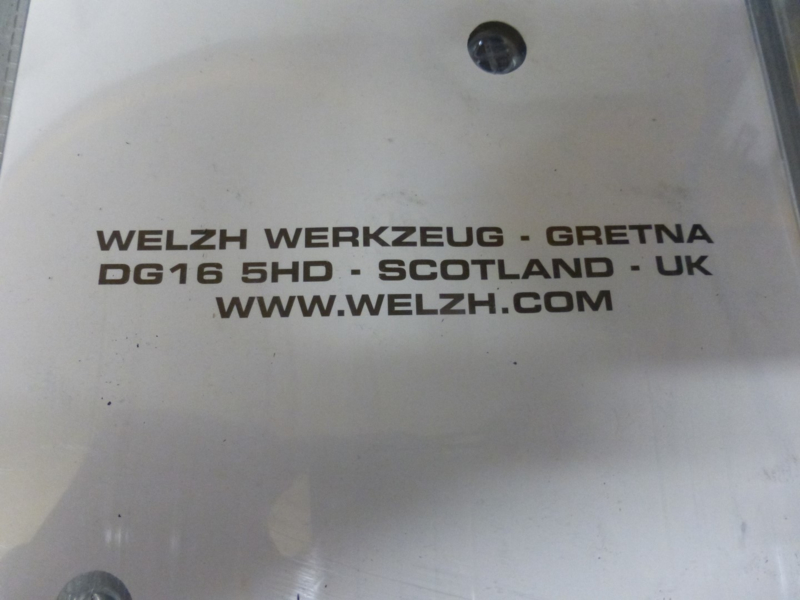 WELZH WERKZEUG - GRETNA
DG16 5HD - SCOTLAND - UK
WWW.WELZH.COM